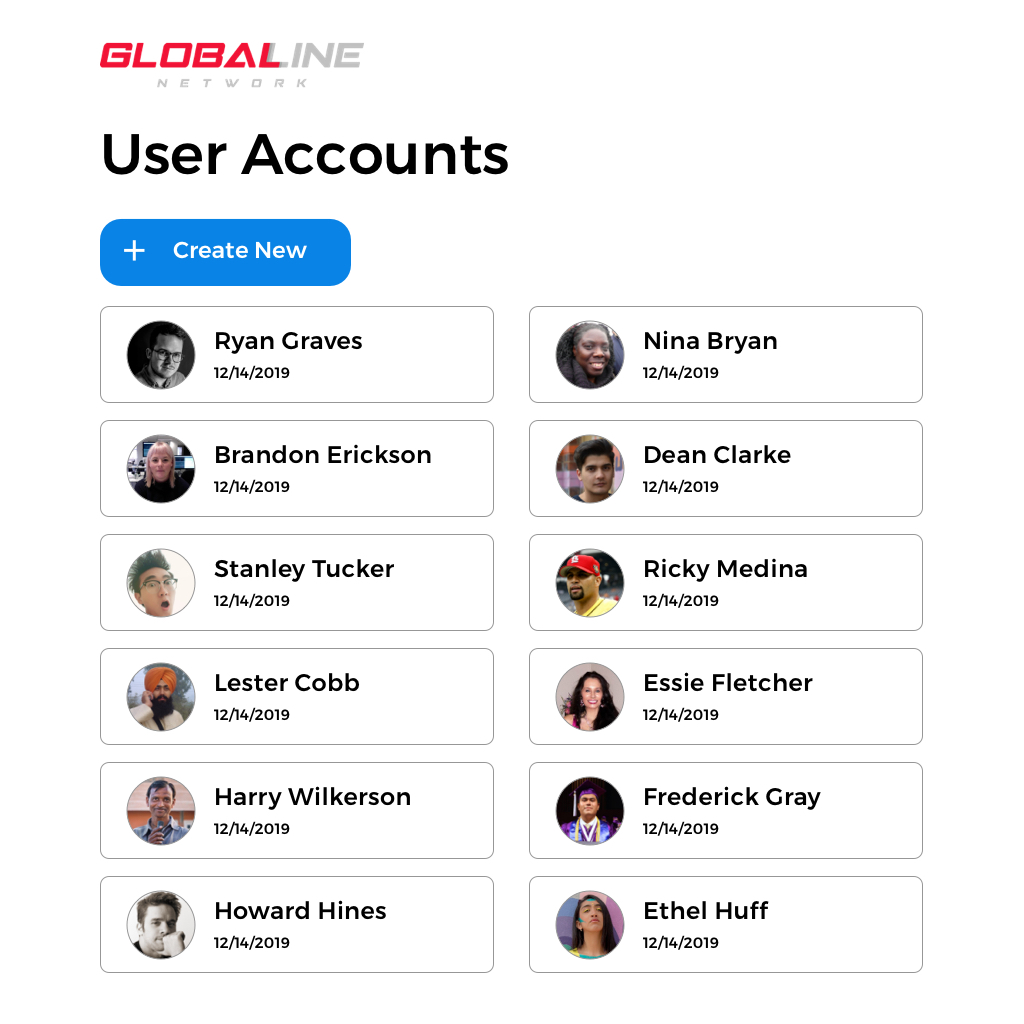 GLOBALLINE
NETWORK
User Accounts
+ Create New
Ryan Graves
12/14/2019
Nina Bryan
12/14/2019
Brandon Erickson
12/14/2019
Dean Clarke
12/14/2019
Stanley Tucker
12/14/2019
Ricky Medina
12/14/2019
Lester Cobb
12/14/2019
Essie Fletcher
12/14/2019
Harry Wilkerson
12/14/2019
Frederick Gray
12/14/2019
Howard Hines
12/14/2019
Ethel Huff
12/14/2019